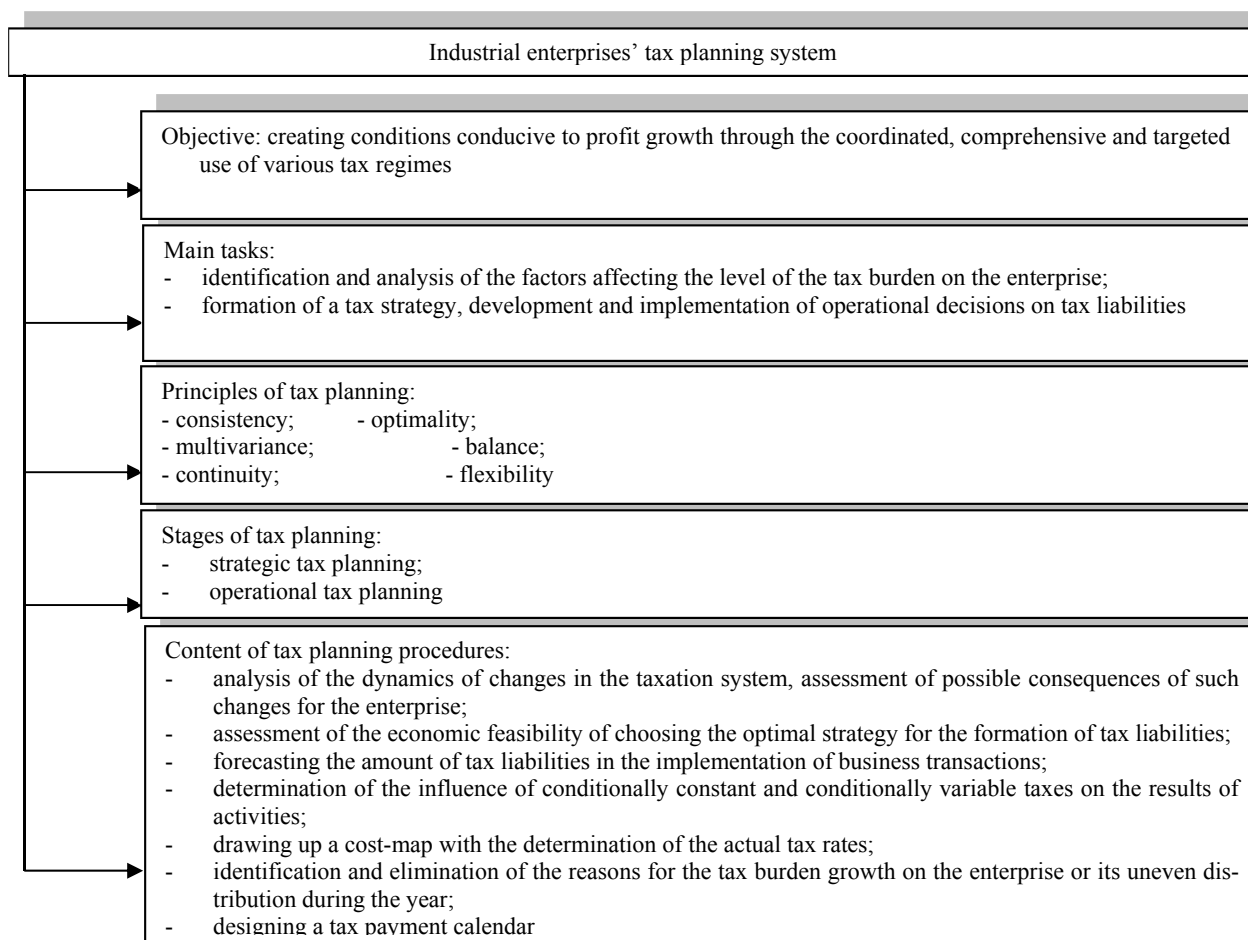 Industrial enterprises’ tax planning system
Objective: creating conditions conducive to profit growth through the coordinated, comprehensive and targeted
use of various tax regimes
Main tasks:
- identification and analysis of the factors affecting the level of the tax burden on the enterprise;
- formation of a tax strategy, development and implementation of operational decisions on tax liabilities
Principles of tax planning:
- consistency; - optimality;
- multivariance; - balance;
- continuity; - flexibility
Stages of tax planning:
- strategic tax planning;
- operational tax planning
Content of tax planning procedures:
- analysis of the dynamics of changes in the taxation system, assessment of possible consequences of such
changes for the enterprise;
- assessment of the economic feasibility of choosing the optimal strategy for the formation of tax liabilities;
- forecasting the amount of tax liabilities in the implementation of business transactions;
- determination of the influence of conditionally constant and conditionally variable taxes on the results of
activities;
- drawing up a cost-map with the determination of the actual tax rates;
- identification and elimination of the reasons for the tax burden growth on the enterprise or its uneven dis-
tribution during the year;
- designing a tax payment calendar